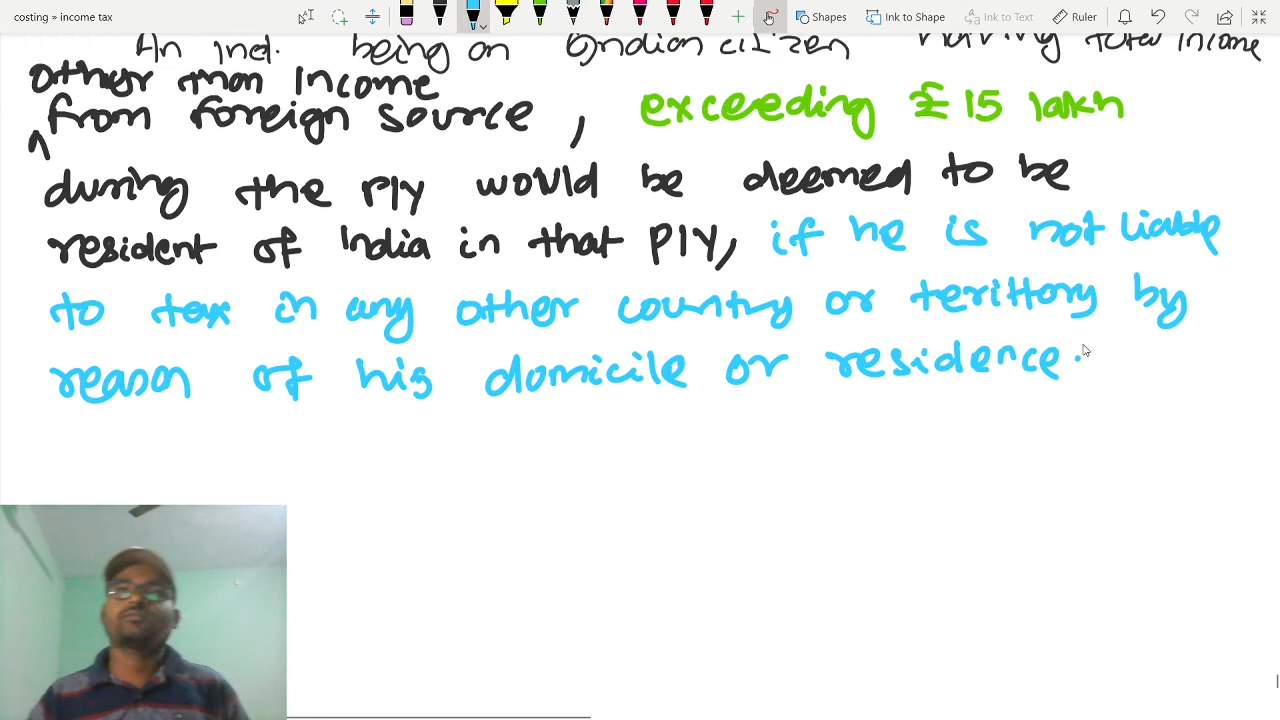 costing » income tax
Shapes
Ink to Shape
Ink to Text
Ruler
An ind. being an Indian citizen having total income
other than income
from foreign source, exceeding ₹ 15 lakh
during the P/Y would be deemed to be
resident of India in that P/Y, if he is not liable
to tax in any other country or terittory by
reason of his domicile or residence.